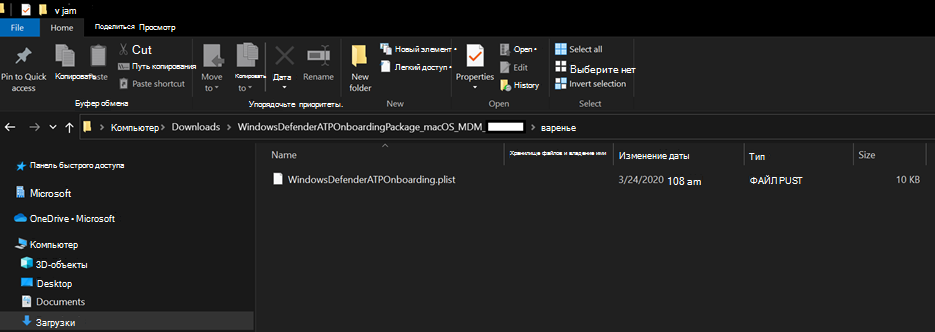 v jam
File Home Поделиться Просмотр
Pin to Quick access
Копировать
aste
Cut
Путь копирования
Paste shortcut
Буфер обмена
Move to
Копировать to
Дата
Rename
Упорядочьте приоритеты.
New folder
Новый элемент
Легкий доступ
New
Properties
Open
Edit
History
Open
Select all
Выберите нет
Invert selection
Select
Компьютер > Downloads > WindowsDefenderATPOnboardingPackage_macOS_MDM_ > варенье
Name Хранилище файлов и владение ими Изменение даты Тип Size
WindowsDefenderATPOnboarding.plist 3/24/2020 108 am ФАЙЛ PUST 10 KB
Панель быстрого доступа
Microsoft
OneDrive • Microsoft
Компьютер
3D-объекты
Desktop
Documents
Загрузки